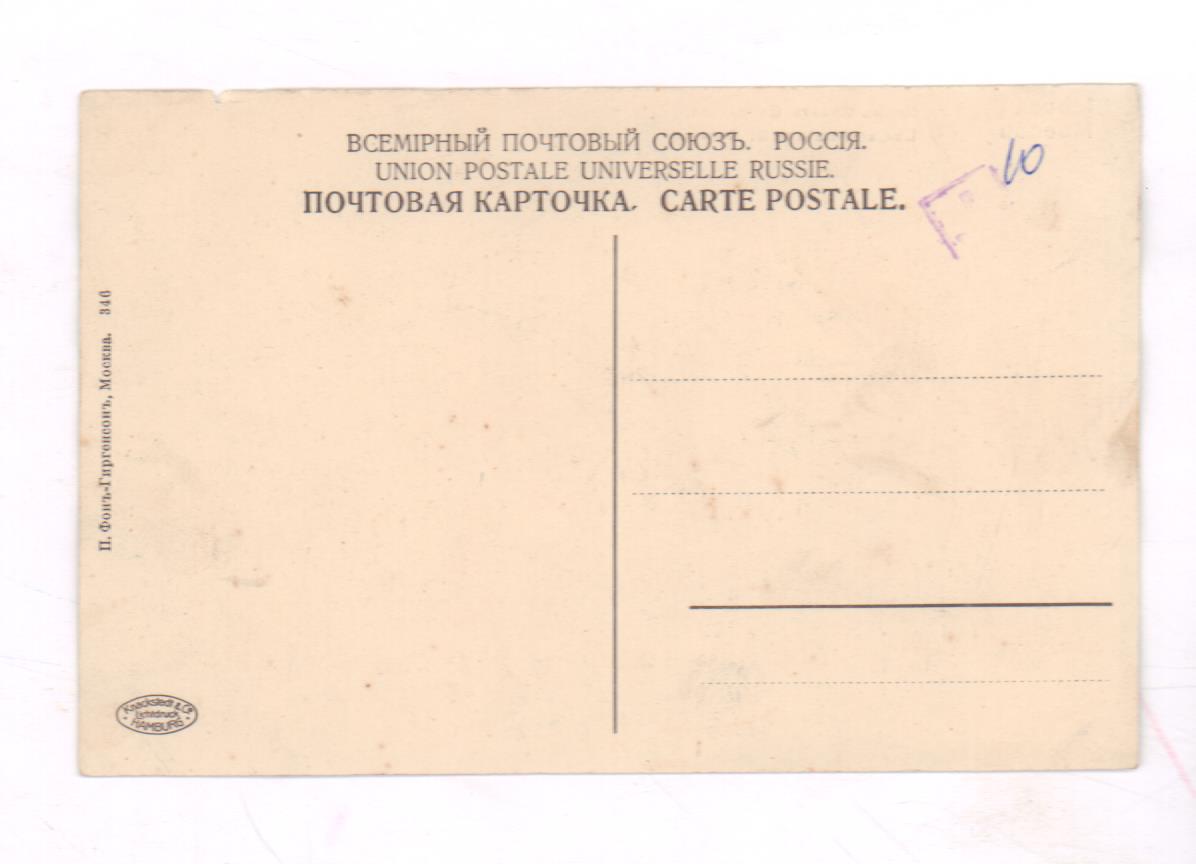 ВСЕМІРНЫЙ ПОЧТОВЫЙ СОЮЗЪ. РОССІЯ.
UNION POSTALE UNIVERSELLE RUSSIE.
ПОЧТОВАЯ КАРТОЧКА. CARTE POSTALE.
10
П. Фонъ-Гиргенсонъ, Москва. 346
Knackstedt & Co
Lichtdruck
HAMBURG